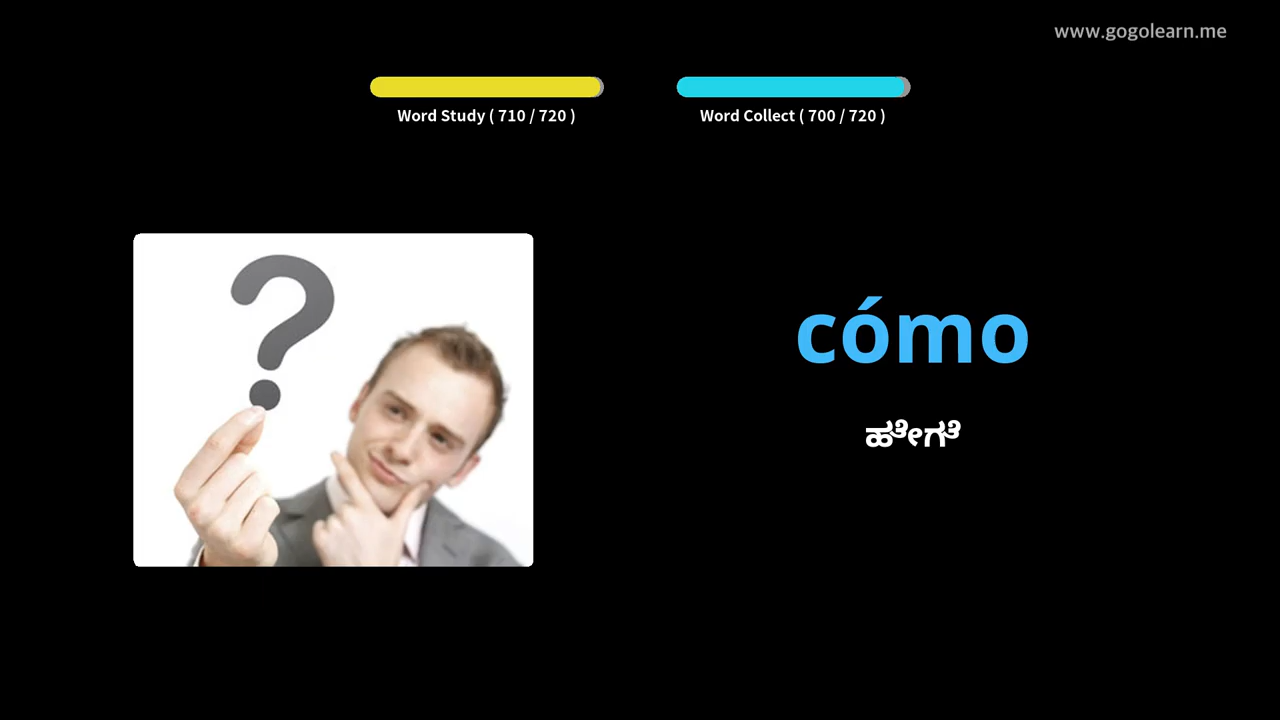 www.gogolearn.me
Word Study ( 710 / 720 )
Word Collect ( 700 / 720 )
?
cómo
ಹೇಗೆ